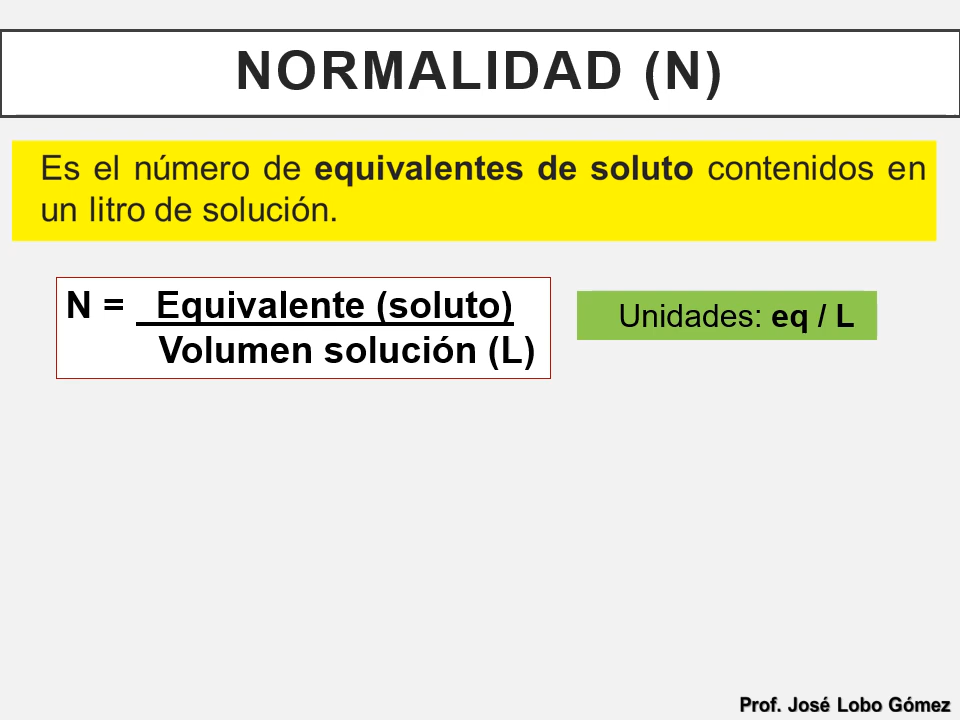 NORMALIDAD (N)
Es el número de equivalentes de soluto contenidos en
un litro de solución.
N = Equivalente (soluto)
Volumen solución (L)
Unidades: eq / L
Prof. José Lobo Gómez